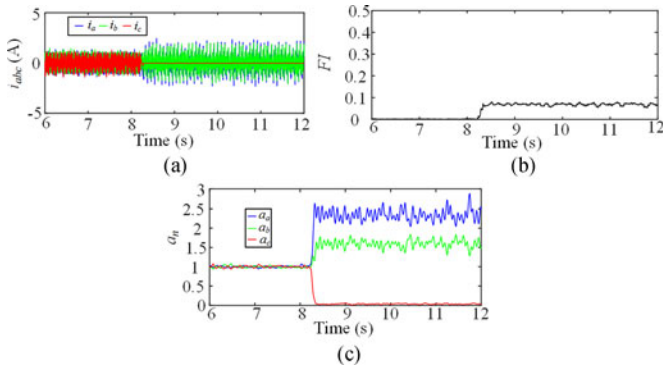 5
i_a i_b i_c
i_abc (A)
0
-5
6 7 8 9 10 11 12
Time (s)
(a)
0.5
0.4
0.3
FI
0.2
0.1
0
6 7 8 9 10 11 12
Time (s)
(b)
3
2.5
a_a
2
a_b
a_n
1.5
a_c
1
0.5
0
6 7 8 9 10 11 12
Time (s)
(c)